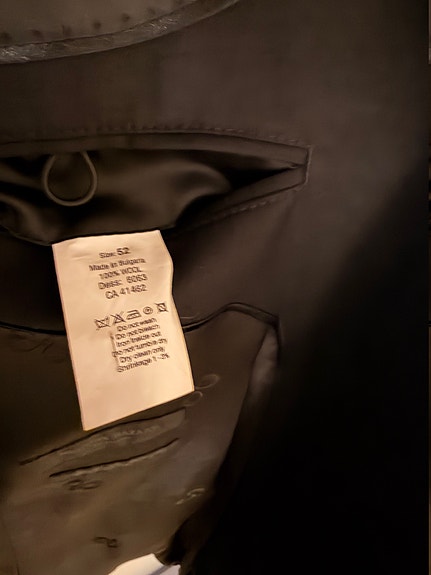 Size: 52
Made in Bulgaria
100% WOOL
Dess: 5063
CA 41462
Do not wash
Do not bleach
Iron inside out
Do not tumble dry
Dry clean only
Shrinkage 1-2%